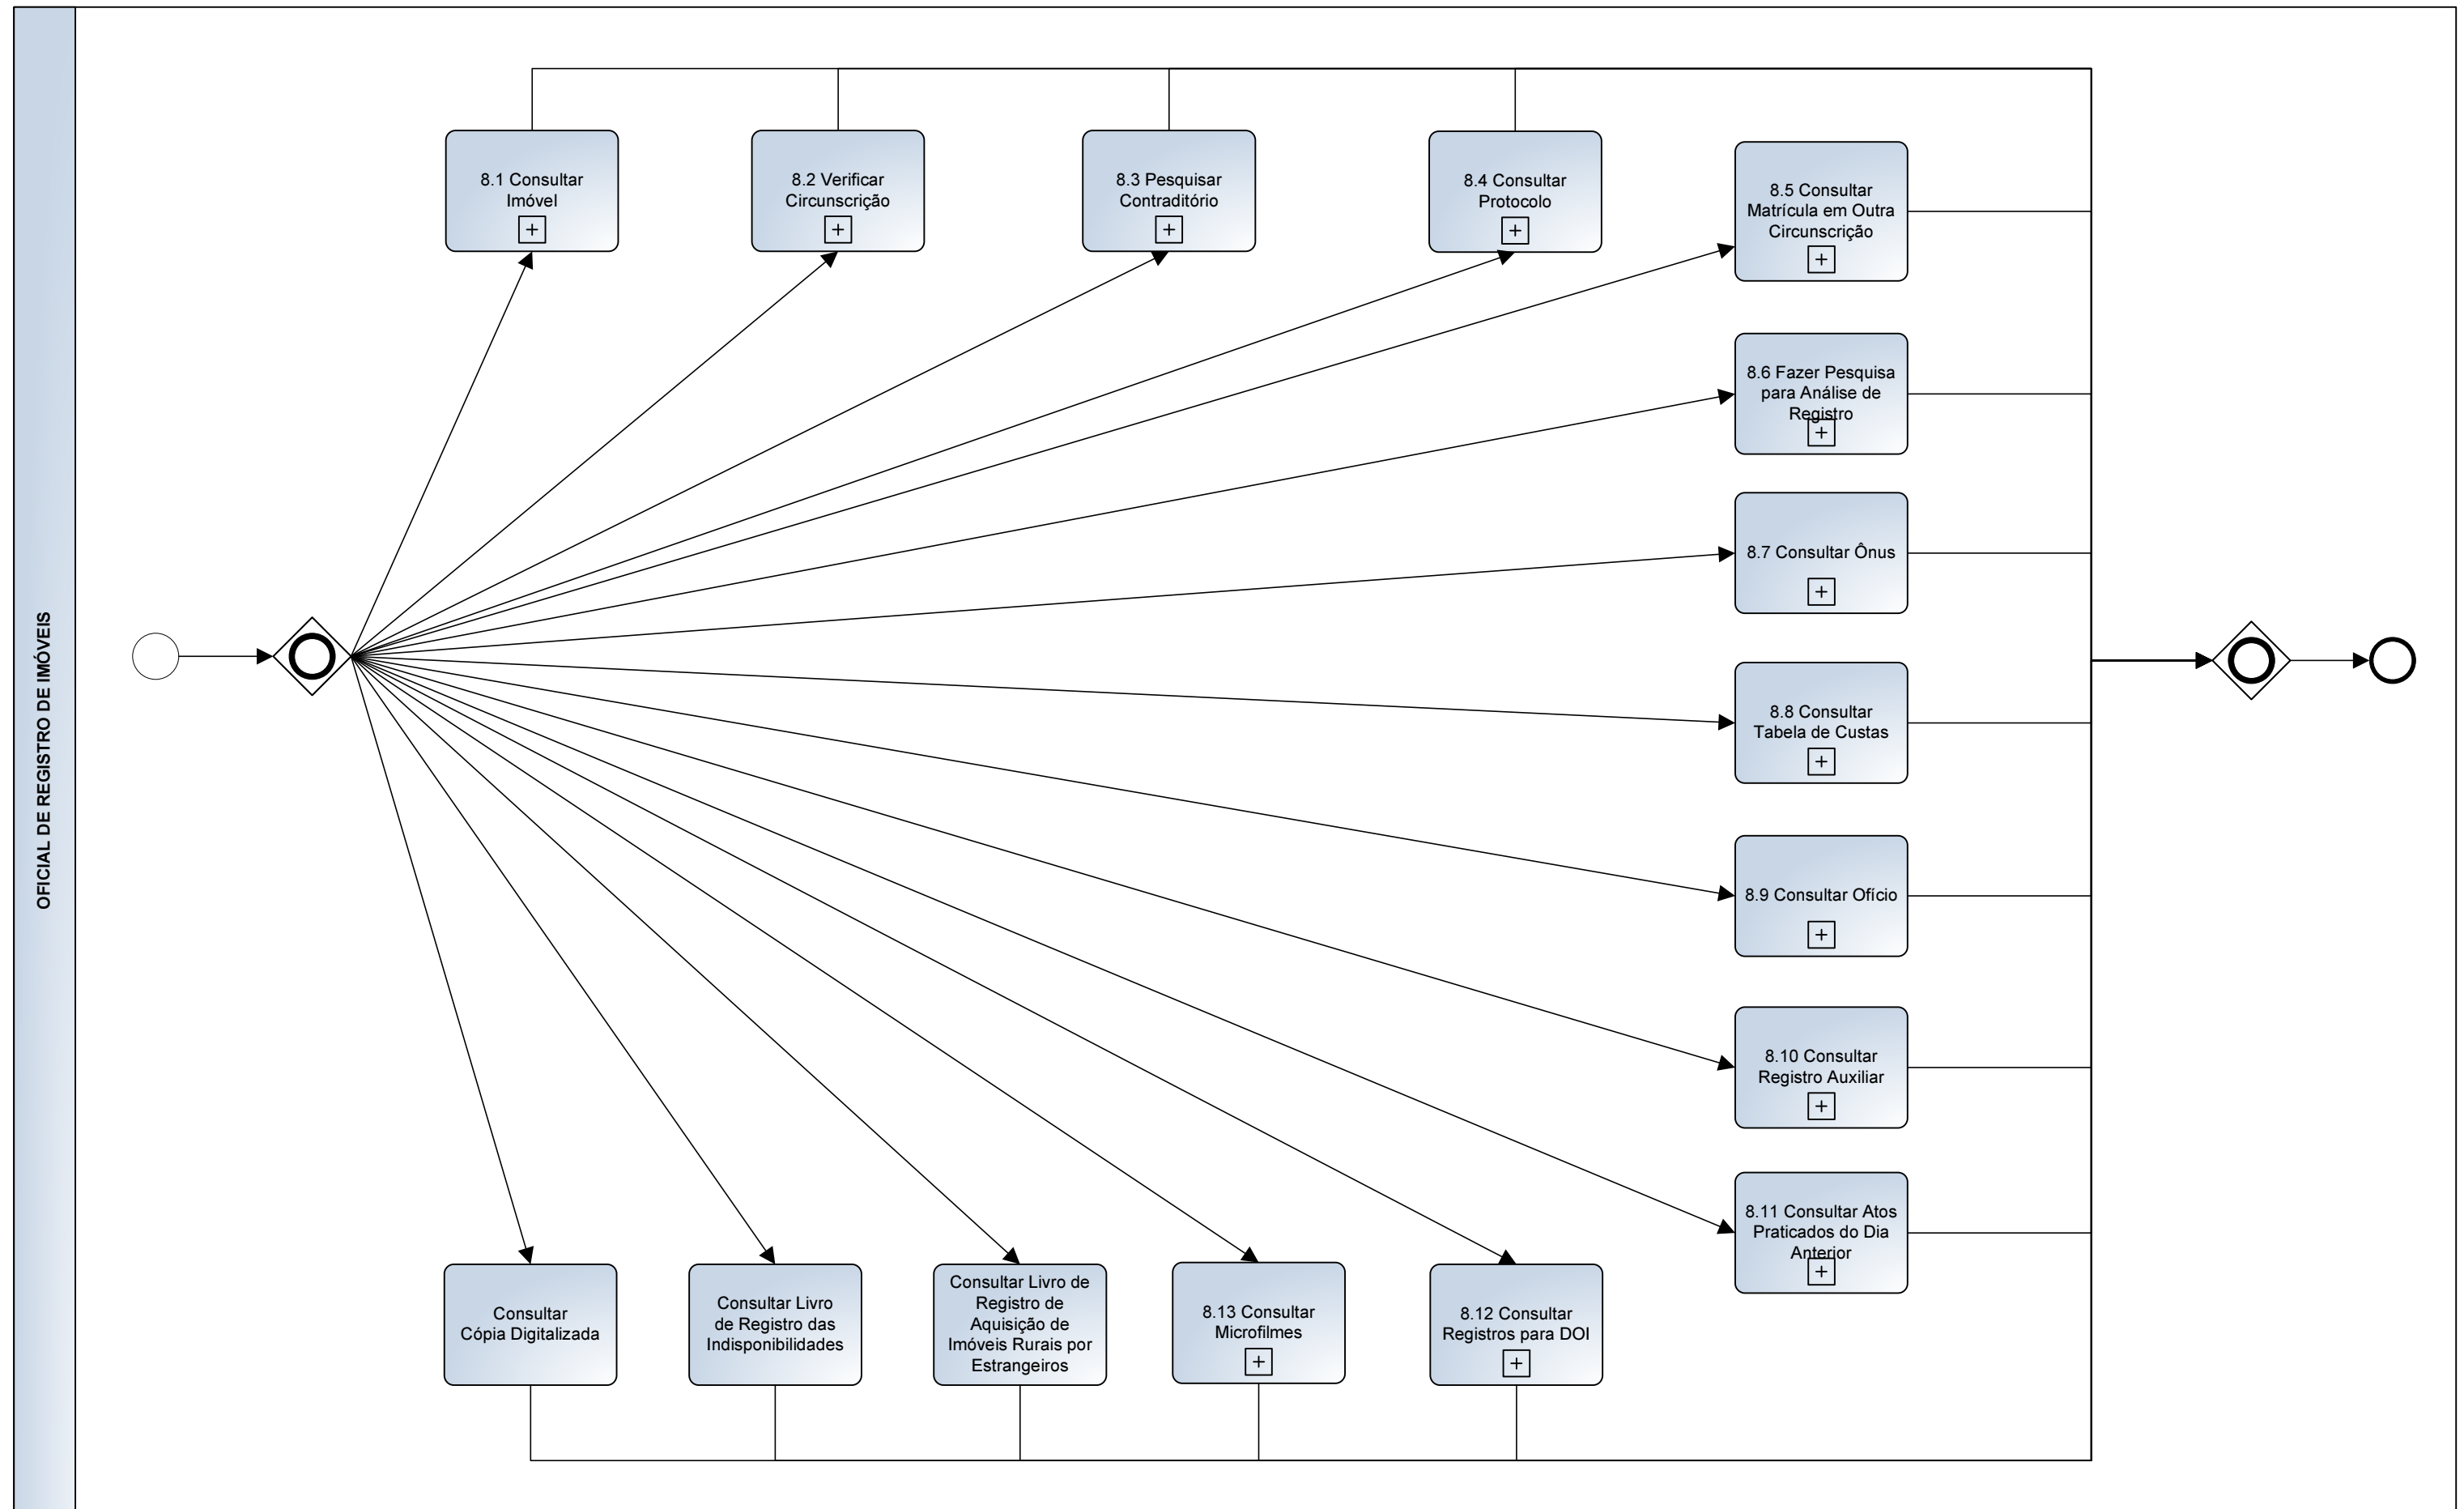 OFICIAL DE REGISTRO DE IMÓVEIS
8.1 Consultar
Imóvel
8.2 Verificar
Circunscrição
8.3 Pesquisar
Contraditório
8.4 Consultar
Protocolo
8.5 Consultar
Matrícula em Outra
Circunscrição
8.6 Fazer Pesquisa
para Análise de
Registro
8.7 Consultar Ônus
8.8 Consultar
Tabela de Custas
8.9 Consultar Ofício
8.10 Consultar
Registro Auxiliar
8.11 Consultar Atos
Praticados do Dia
Anterior
Consultar
Cópia Digitalizada
Consultar Livro
de Registro das
Indisponibilidades
Consultar Livro de
Registro de
Aquisição de
Imóveis Rurais por
Estrangeiros
8.13 Consultar
Microfilmes
8.12 Consultar
Registros para DOI